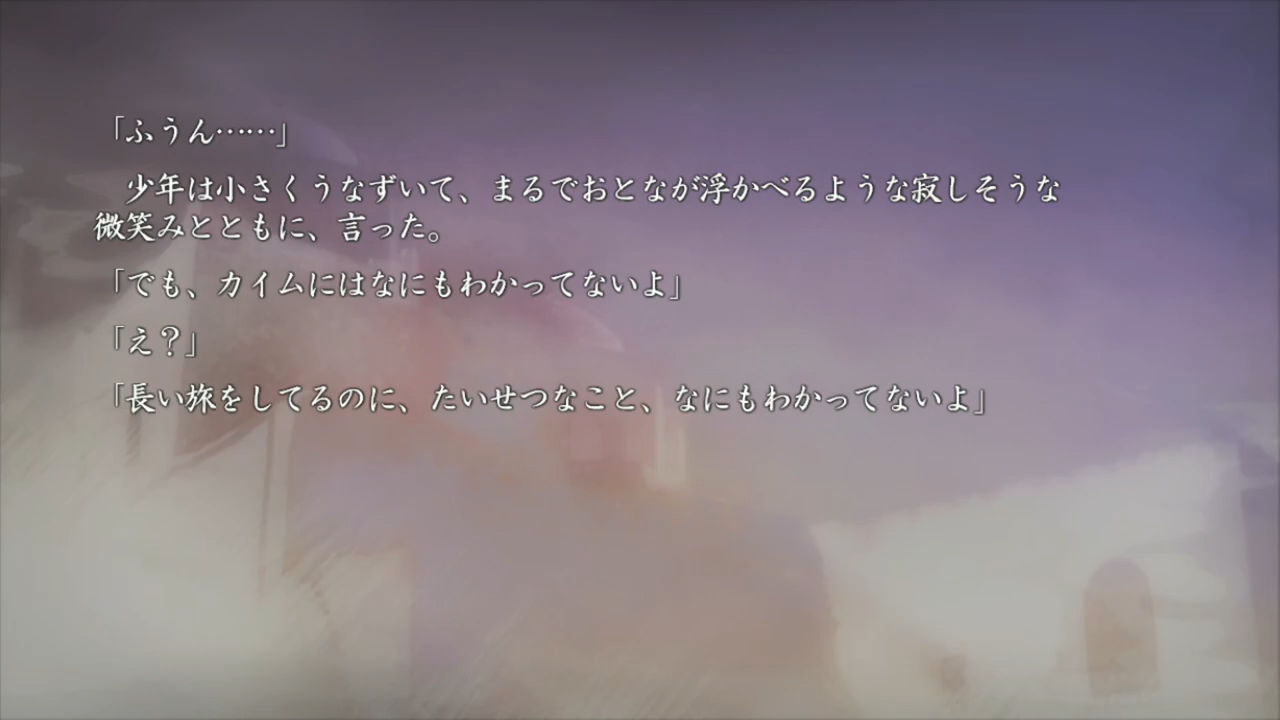 「ふうん……」
少年は小さくうなずいて、まるでおとなが浮かべるような寂しそうな
微笑みとともに、言った。
「でも、カイムにはなにもわかってないよ」
「え？」
「長い旅をしてるのに、たいせつなこと、なにもわかってないよ」